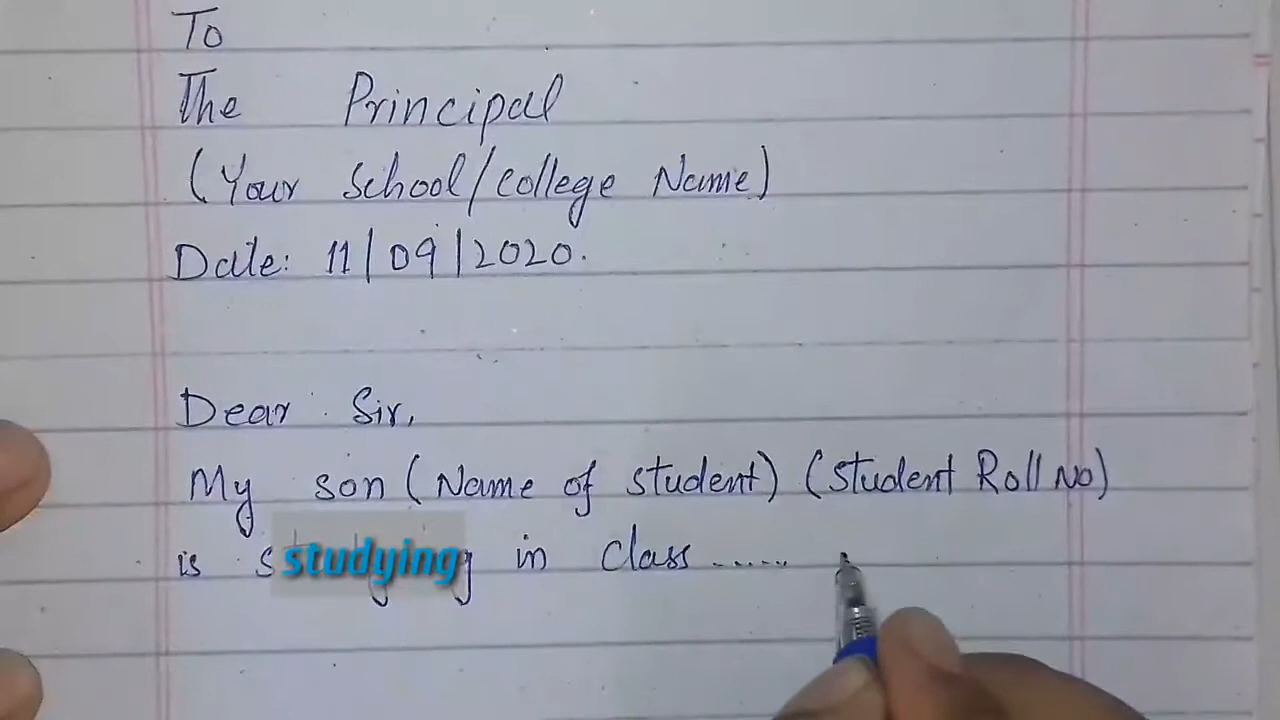 To
The Principal
(Your School/College Name)
Date: 11/09/2020.
Dear Sir,
My son (Name of student) (Student Roll No)
is studying in class ......